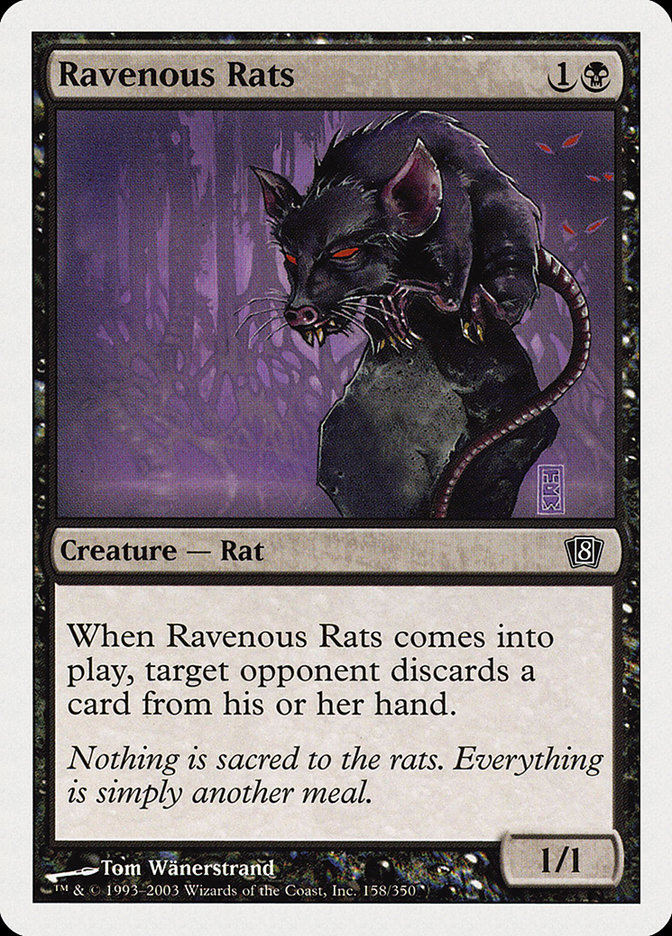 Ravenous Rats
1
TGW
Creature — Rat
8
When Ravenous Rats comes into
play, target opponent discards a
card from his or her hand.
Nothing is sacred to the rats. Everything
is simply another meal.
1/1
Tom Wänerstrand
™ & © 1993–2003 Wizards of the Coast, Inc. 158/350